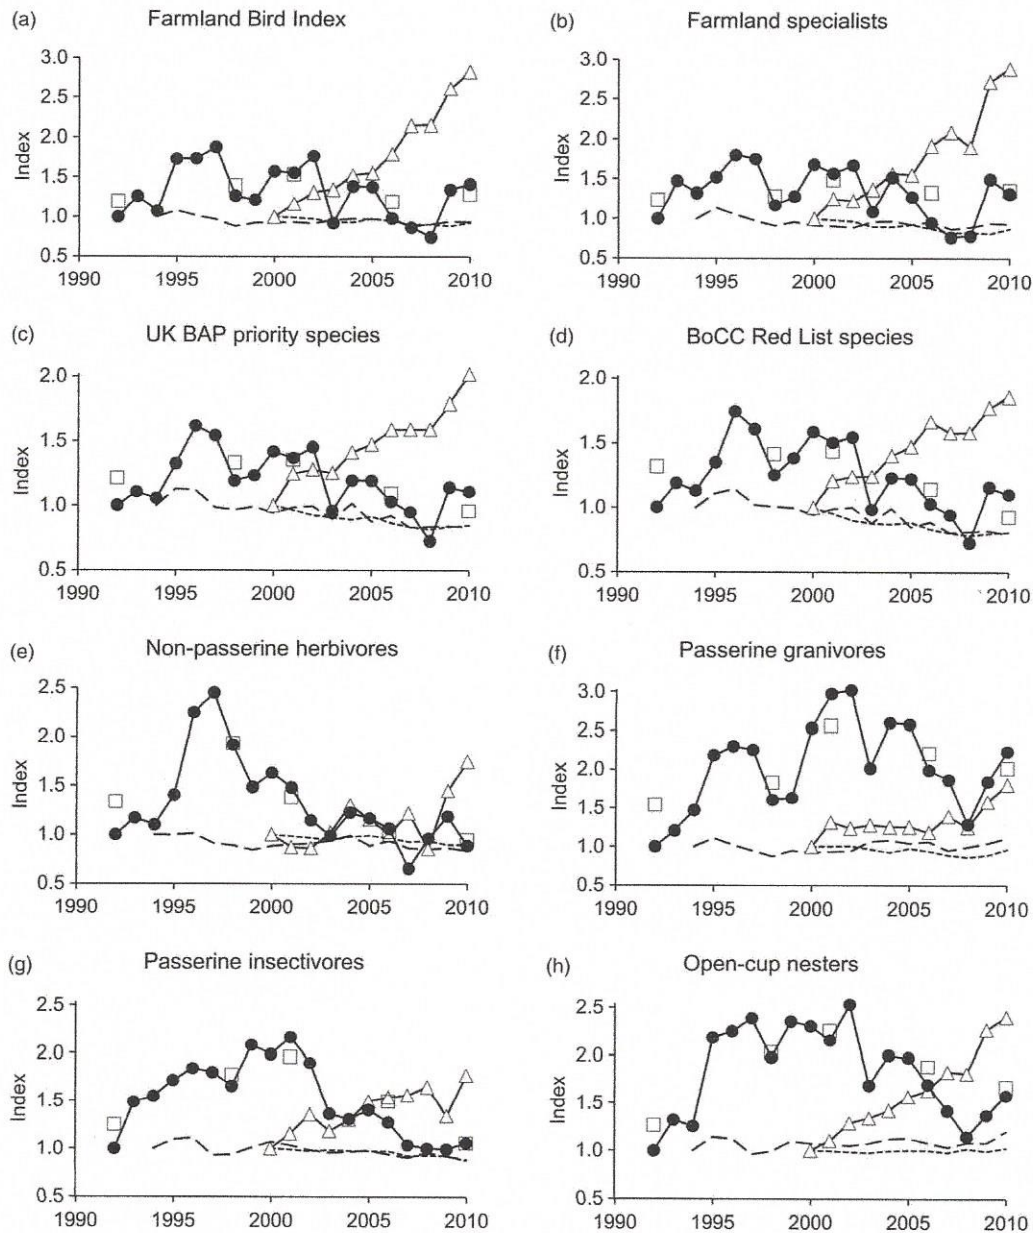 (a) Farmland Bird Index
3.0
2.5
2.0
1.5
1.0
0.5
Index
1990 1995 2000 2005 2010
(b) Farmland specialists
3.0
2.5
2.0
1.5
1.0
0.5
Index
1990 1995 2000 2005 2010
(c) UK BAP priority species
2.0
1.5
1.0
0.5
Index
1990 1995 2000 2005 2010
(d) BoCC Red List species
2.0
1.5
1.0
0.5
Index
1990 1995 2000 2005 2010
(e) Non-passerine herbivores
2.5
2.0
1.5
1.0
0.5
Index
1990 1995 2000 2005 2010
(f) Passerine granivores
3.0
2.5
2.0
1.5
1.0
0.5
Index
1990 1995 2000 2005 2010
(g) Passerine insectivores
2.5
2.0
1.5
1.0
0.5
Index
1990 1995 2000 2005 2010
(h) Open-cup nesters
2.5
2.0
1.5
1.0
0.5
Index
1990 1995 2000 2005 2010